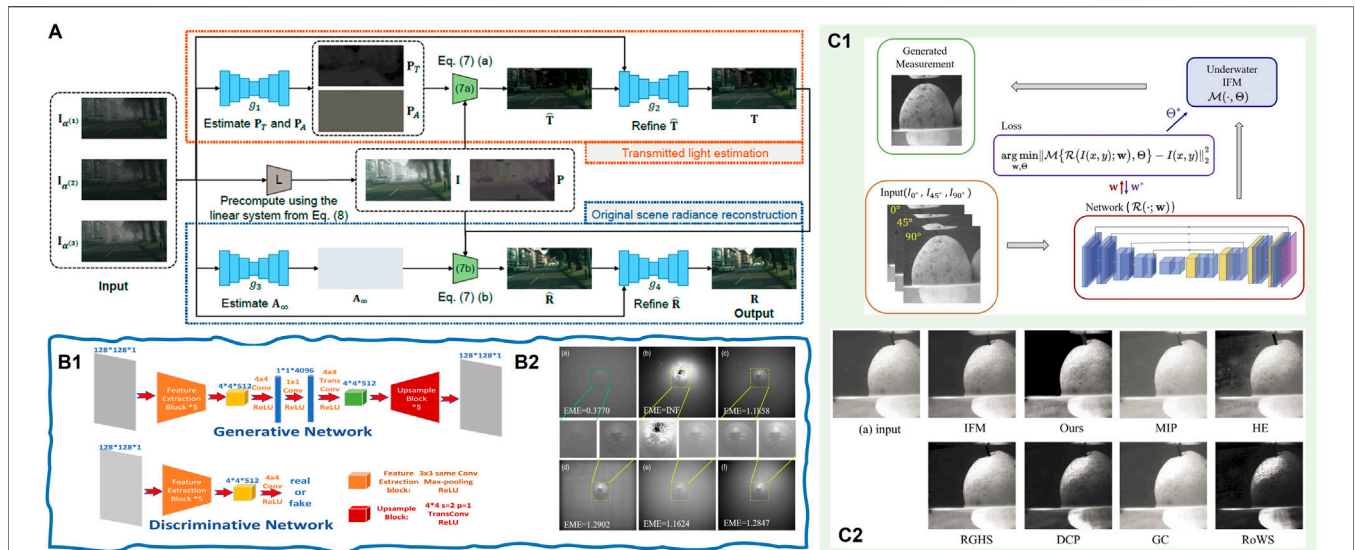 A
I_α(1)
I_α(2)
I_α(3)
Input
g₁
Estimate P_T and P_A
P_T
P_A
Eq. (7) (a)
(7a)
T̂
g₂
Refine T̂
T
Transmitted light estimation
L
Precompute using the
linear system from Eq. (8)
I
P
Original scene radiance reconstruction
g₃
Estimate A∞
A∞
(7b)
Eq. (7) (b)
R̂
g₄
Refine R̂
R
Output
B1
128*128*1
Feature
Extraction
Block *5
4*4*512
4x4
Conv
ReLU
1*1*4096
1x1
Conv
ReLU
4x4
Trans
Conv
ReLU
4*4*512
Upsample
Block
*5
128*128*1
Generative Network
128*128*1
Feature
Extraction
Block *5
4*4*512
4x4
Conv
ReLU
real
or
fake
Discriminative Network
Feature
Extraction
block:
3x3 same Conv
Max-pooling
ReLU
Upsample
Block:
4*4 s=2 p=1
TransConv
ReLU
B2
(a)
EME=0.3770
(b)
EME=INF
(c)
EME=1.1858
(d)
EME=1.2902
(e)
EME=1.1624
(f)
EME=1.2847
C1
Generated
Measurement
Underwater
IFM
M(·, Θ)
Θ*
Loss
arg min_{w,Θ} ‖M{R(I(x, y); w), Θ} − I(x, y)‖₂²
w w*
Input(I_0°, I_45°, I_90°)
0°
45°
90°
Network (R(·; w))
(a) input
IFM
Ours
MIP
HE
RGHS
DCP
GC
RoWS
C2